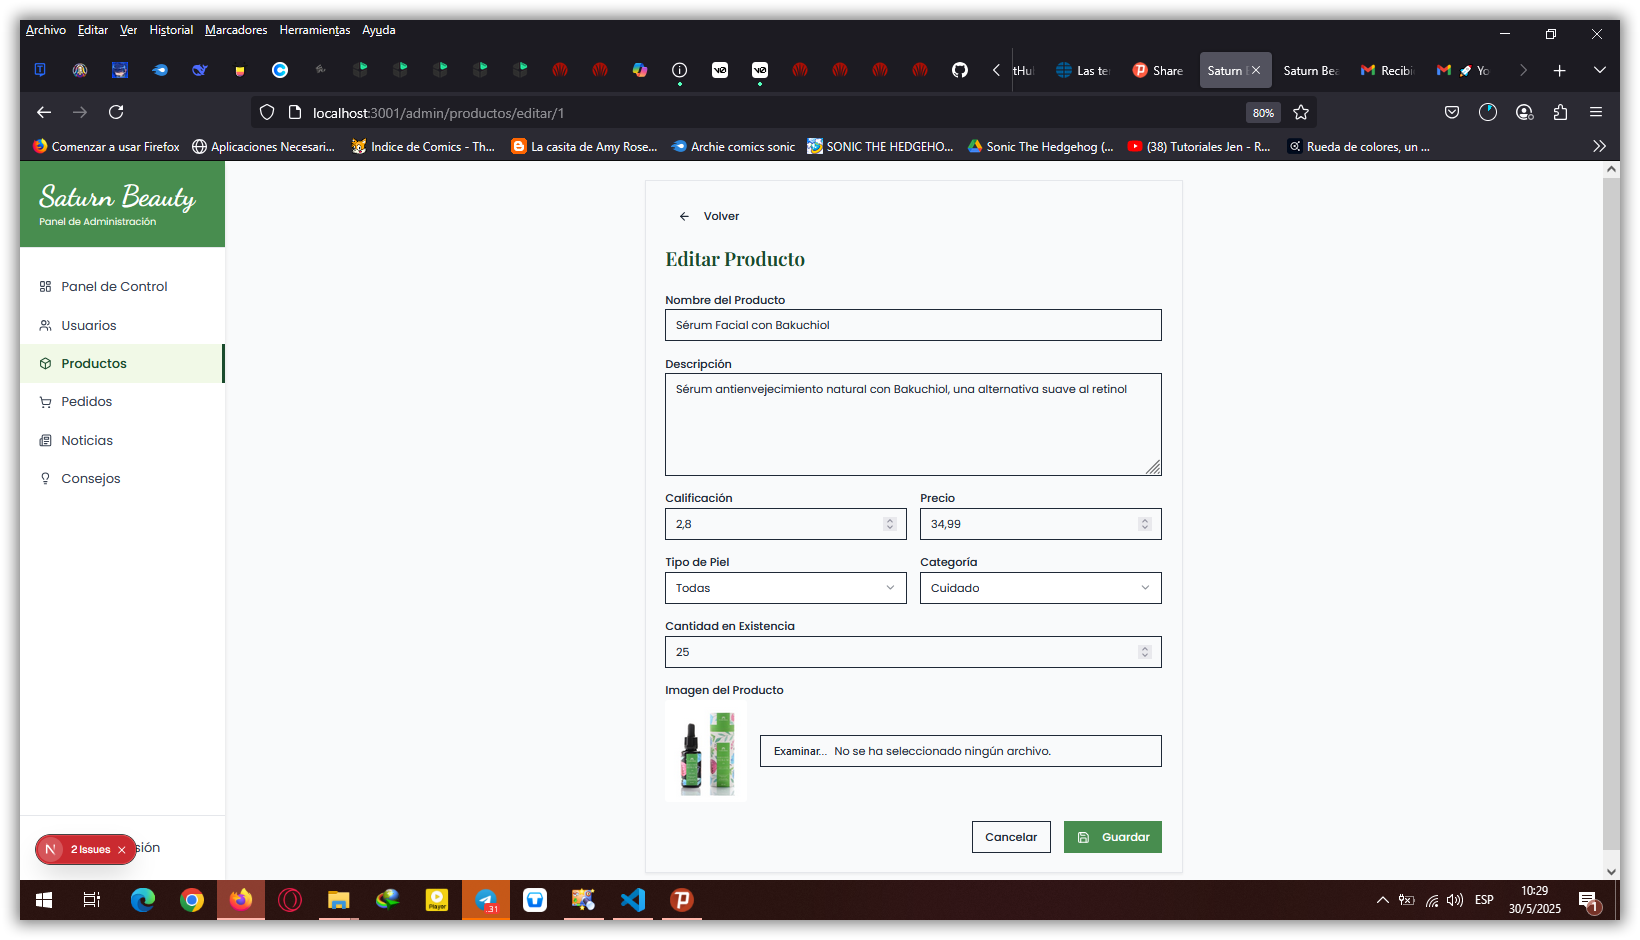 Archivo Editar Ver Historial Marcadores Herramientas Ayuda
tHu Las ter Share Saturn B Saturn Bea Recibi Yo
localhost:3001/admin/productos/editar/1 80%
Comenzar a usar Firefox Aplicaciones Necesari... Indice de Comics - Th... La casita de Amy Rose... Archie comics sonic SONIC THE HEDGEHO... Sonic The Hedgehog (... (38) Tutoriales Jen - R... Rueda de colores, un ...
Saturn Beauty
Panel de Administración
Panel de Control
Usuarios
Productos
Pedidos
Noticias
Consejos
N 2 Issues sión
Volver
Editar Producto
Nombre del Producto
Sérum Facial con Bakuchiol
Descripción
Sérum antienvejecimiento natural con Bakuchiol, una alternativa suave al retinol
Calificación Precio
2,8 34,99
Tipo de Piel Categoría
Todas Cuidado
Cantidad en Existencia
25
Imagen del Producto
Examinar... No se ha seleccionado ningún archivo.
Cancelar Guardar
Player 31 ESP 10:29
30/5/2025 1